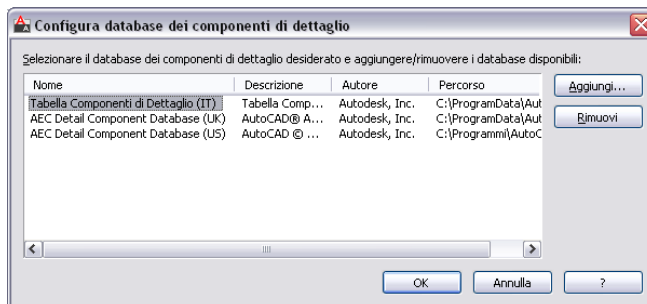 Configura database dei componenti di dettaglio
Selezionare il database dei componenti di dettaglio desiderato e aggiungere/rimuovere i database disponibili:
Nome Descrizione Autore Percorso
Tabella Componenti di Dettaglio (IT) Tabella Comp... Autodesk, Inc. C:\ProgramData\Aut
AEC Detail Component Database (UK) AutoCAD® A... Autodesk, Inc. C:\ProgramData\Aut
AEC Detail Component Database (US) AutoCAD © ... Autodesk, Inc. C:\Programmi\AutoC
Aggiungi...
Rimuovi
OK Annulla ?